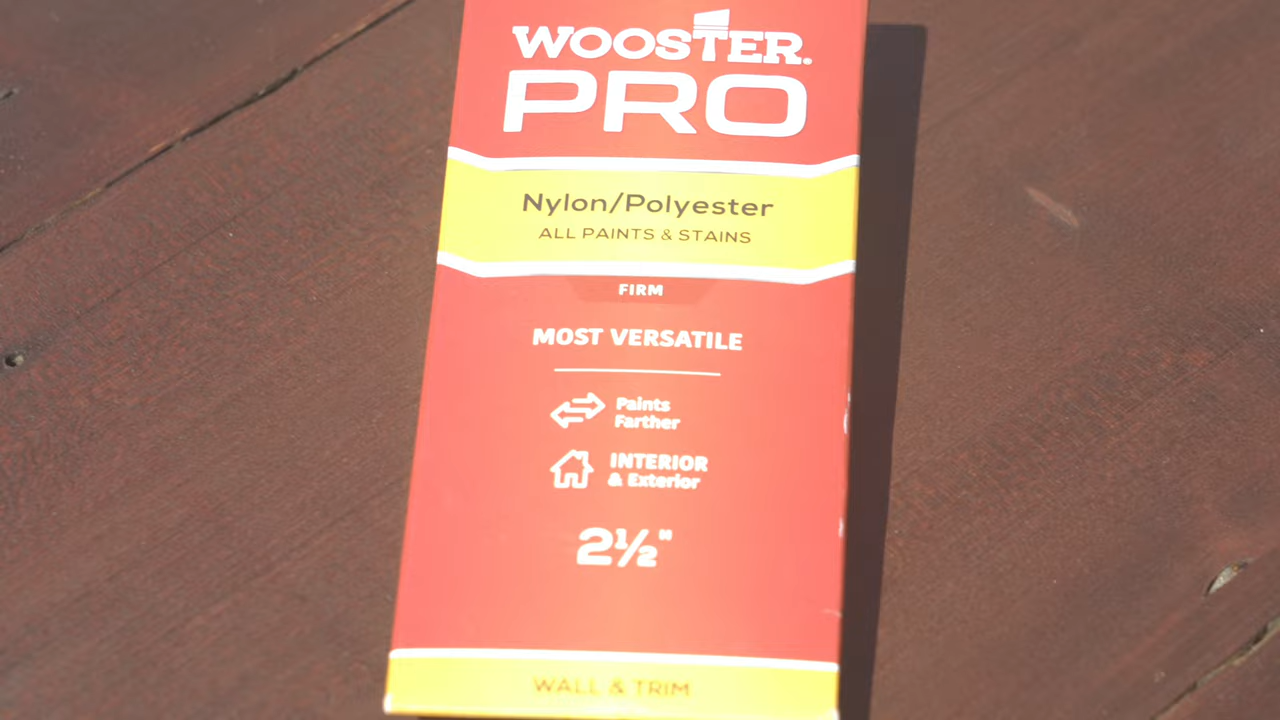 WOOSTER.
PRO
Nylon/Polyester
ALL PAINTS & STAINS
FIRM
MOST VERSATILE
Paints
Farther
INTERIOR
& Exterior
2½"
WALL & TRIM